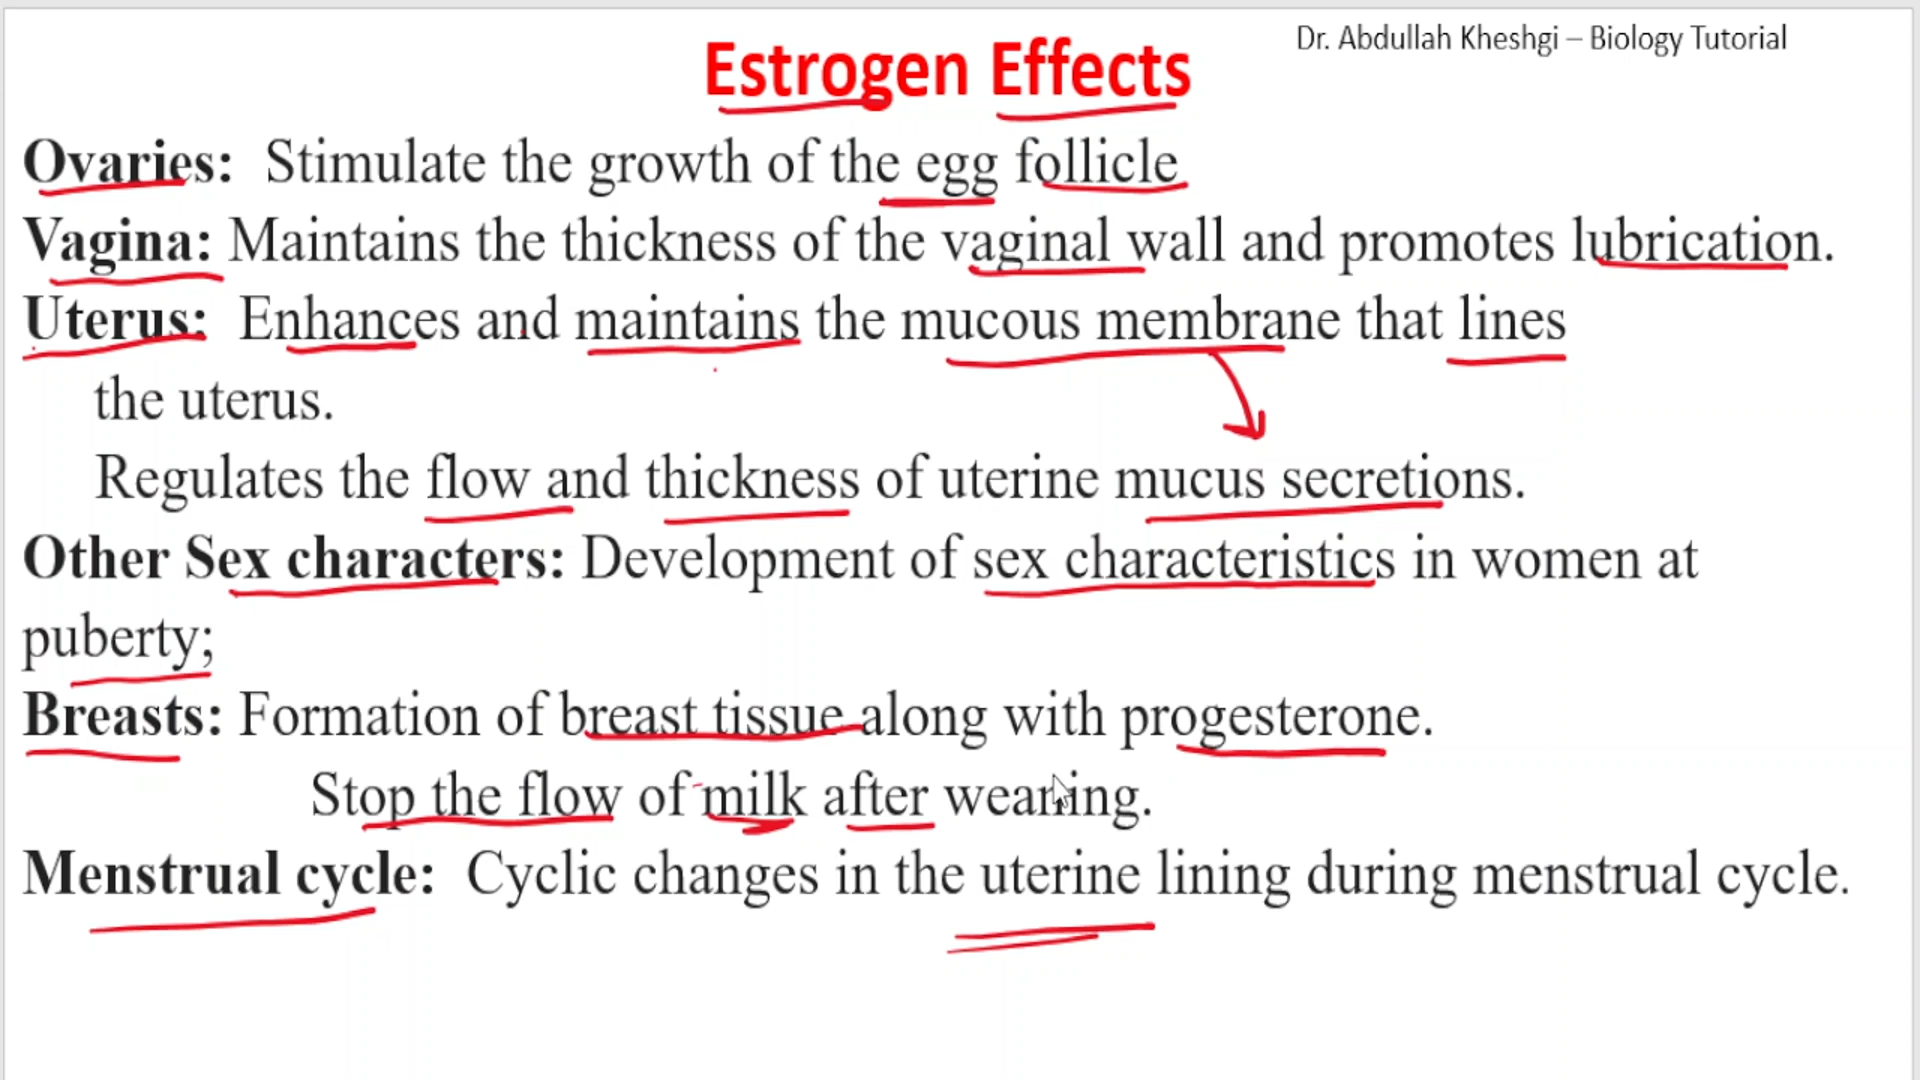 Dr. Abdullah Kheshgi – Biology Tutorial
Estrogen Effects
Ovaries: Stimulate the growth of the egg follicle
Vagina: Maintains the thickness of the vaginal wall and promotes lubrication.
Uterus: Enhances and maintains the mucous membrane that lines
the uterus.
Regulates the flow and thickness of uterine mucus secretions.
Other Sex characters: Development of sex characteristics in women at
puberty;
Breasts: Formation of breast tissue along with progesterone.
Stop the flow of milk after weaning.
Menstrual cycle: Cyclic changes in the uterine lining during menstrual cycle.